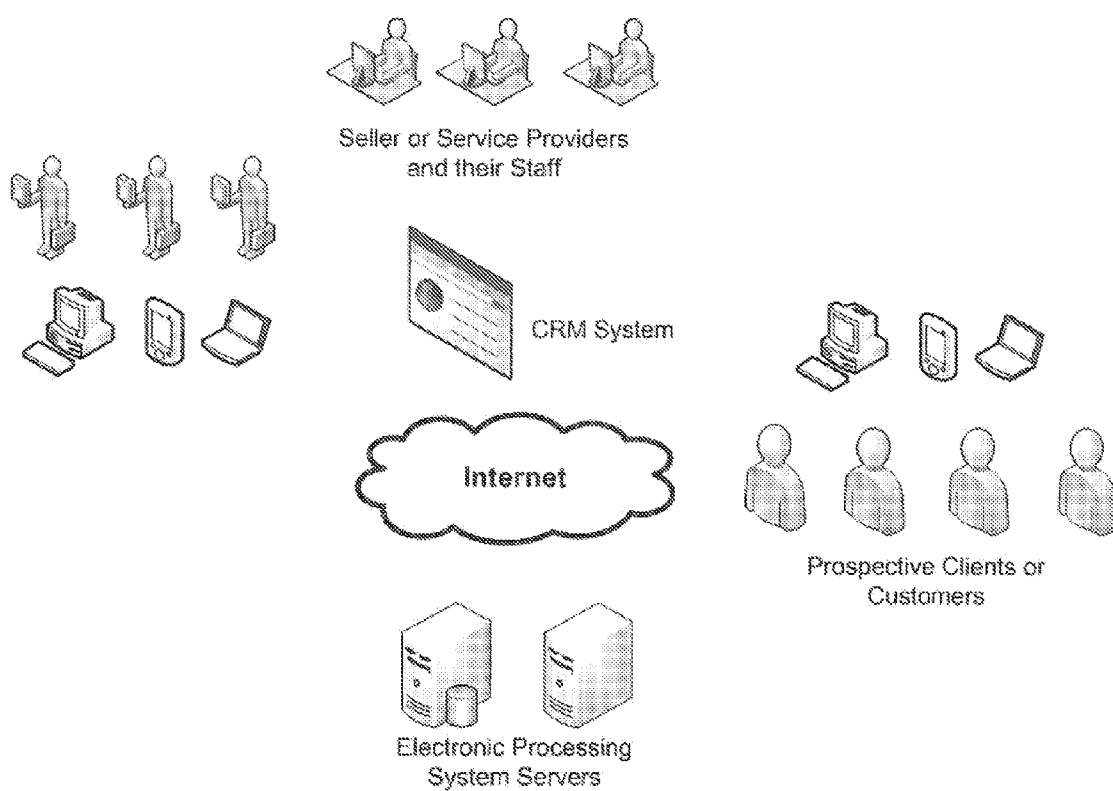 Seller or Service Providers
and their Staff
CRM System
Internet
Prospective Clients or
Customers
Electronic Processing
System Servers